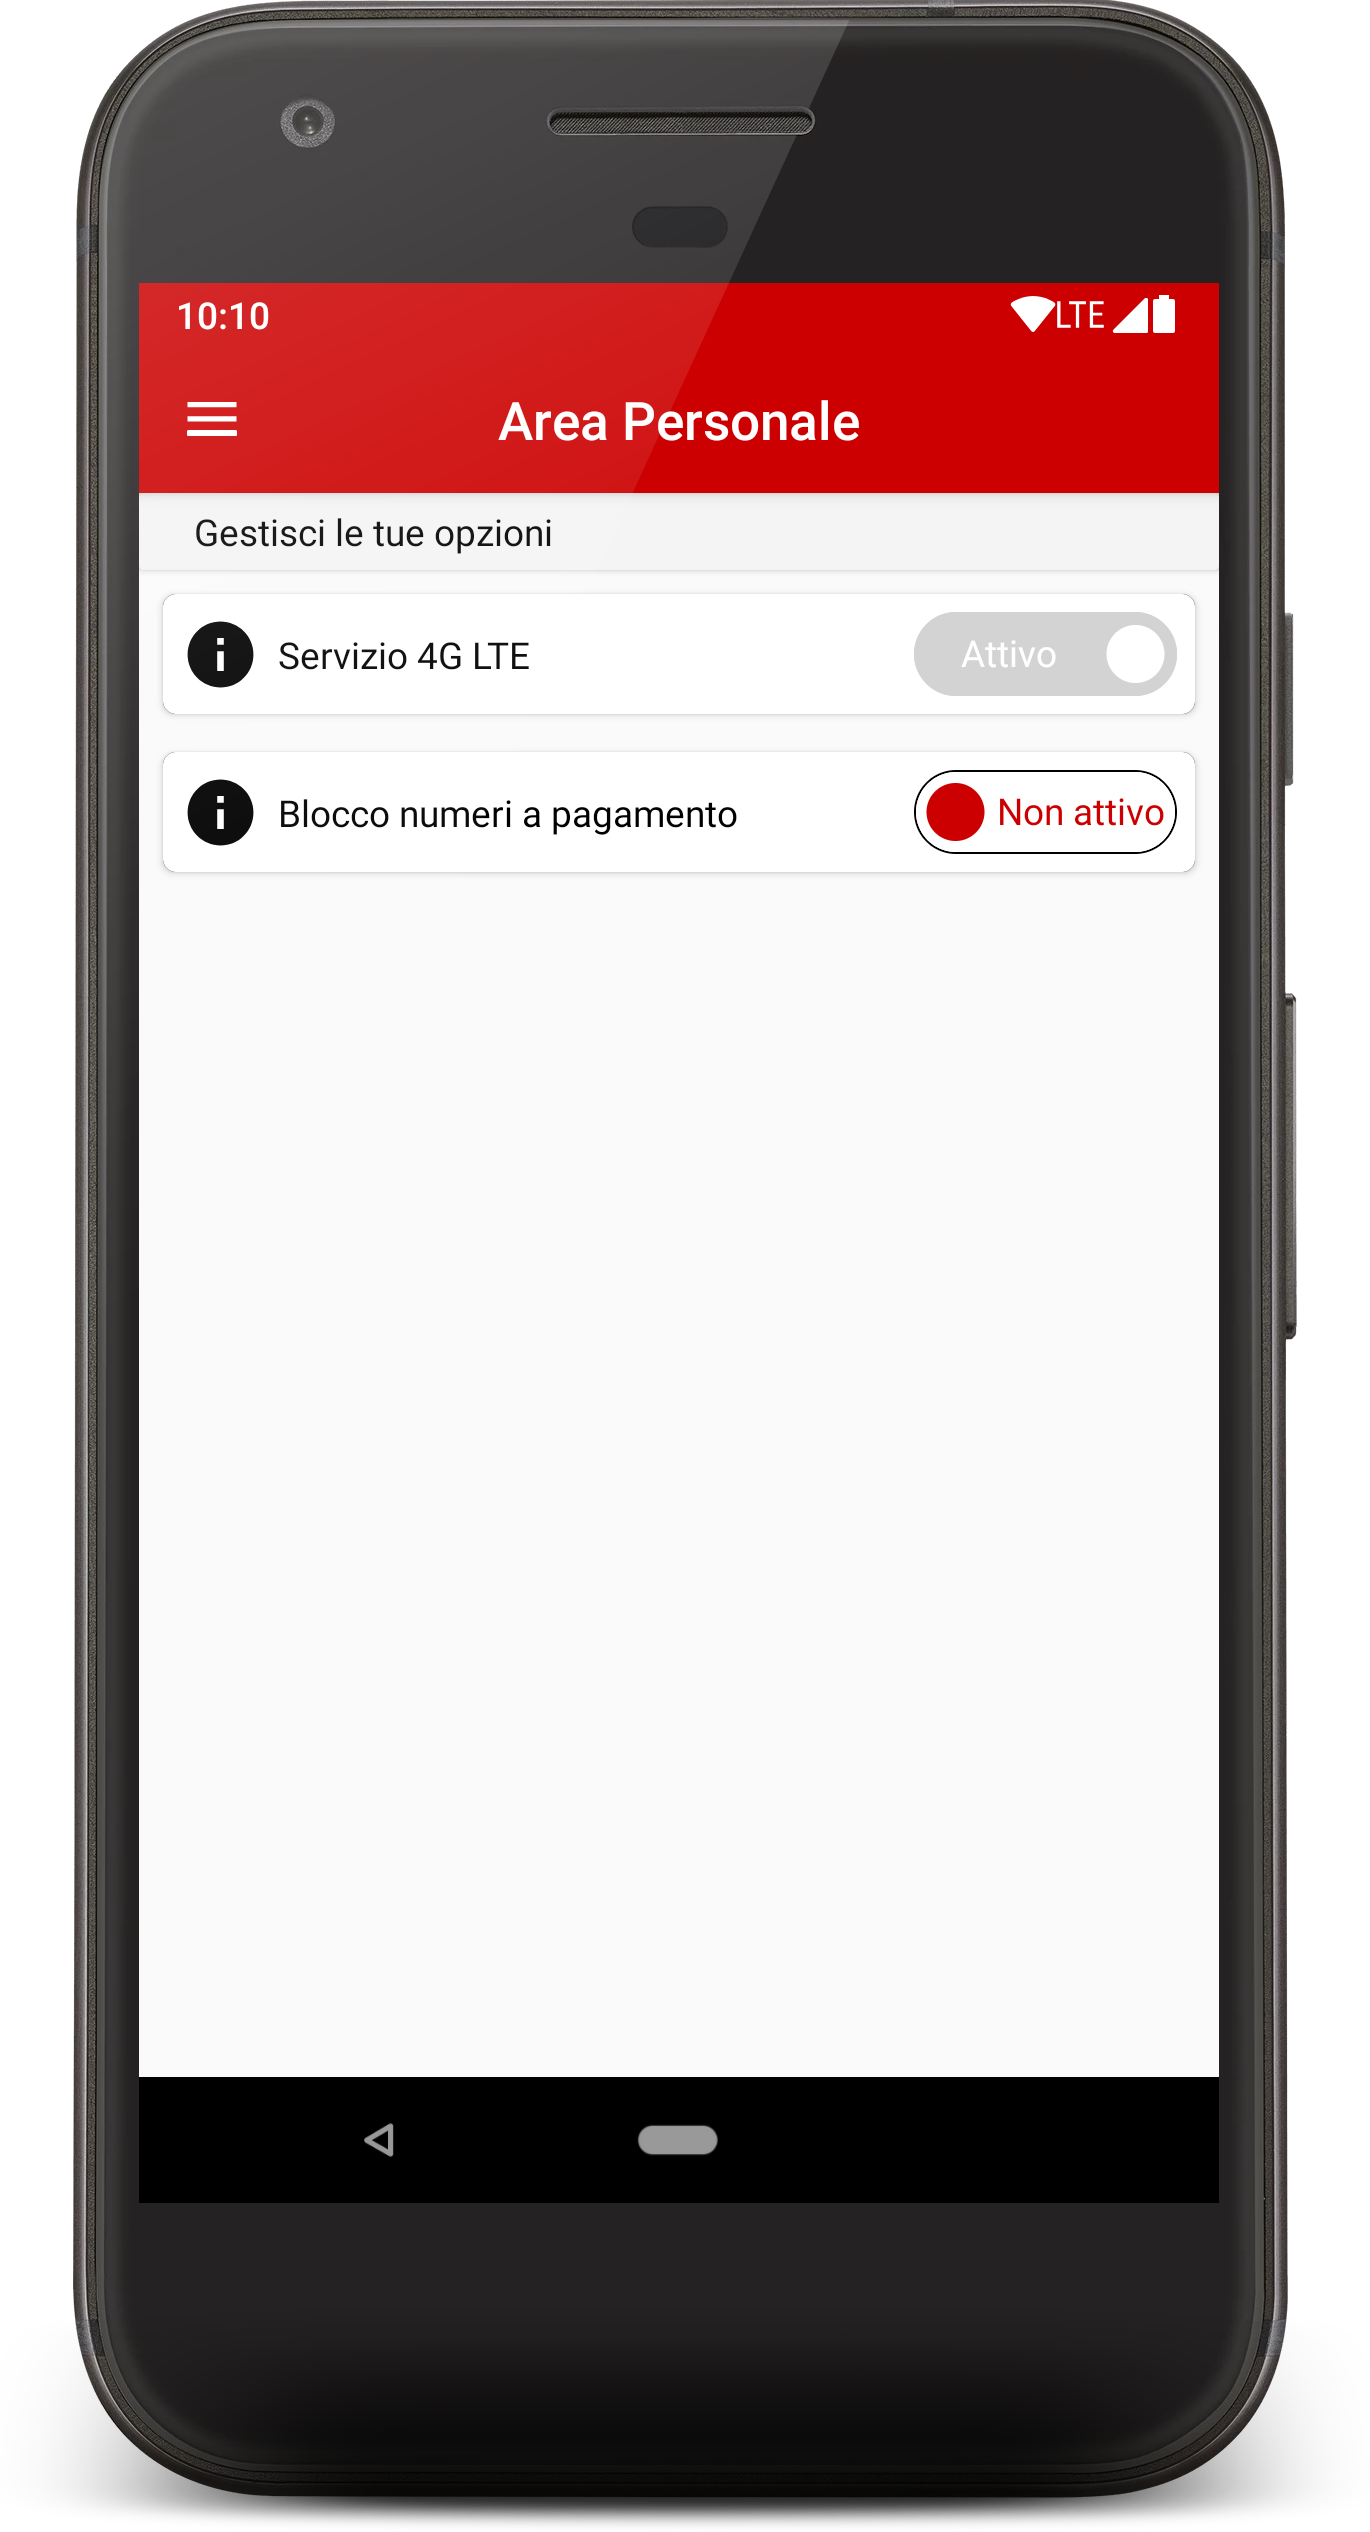 10:10 LTE
Area Personale
Gestisci le tue opzioni
Servizio 4G LTE Attivo
Blocco numeri a pagamento Non attivo